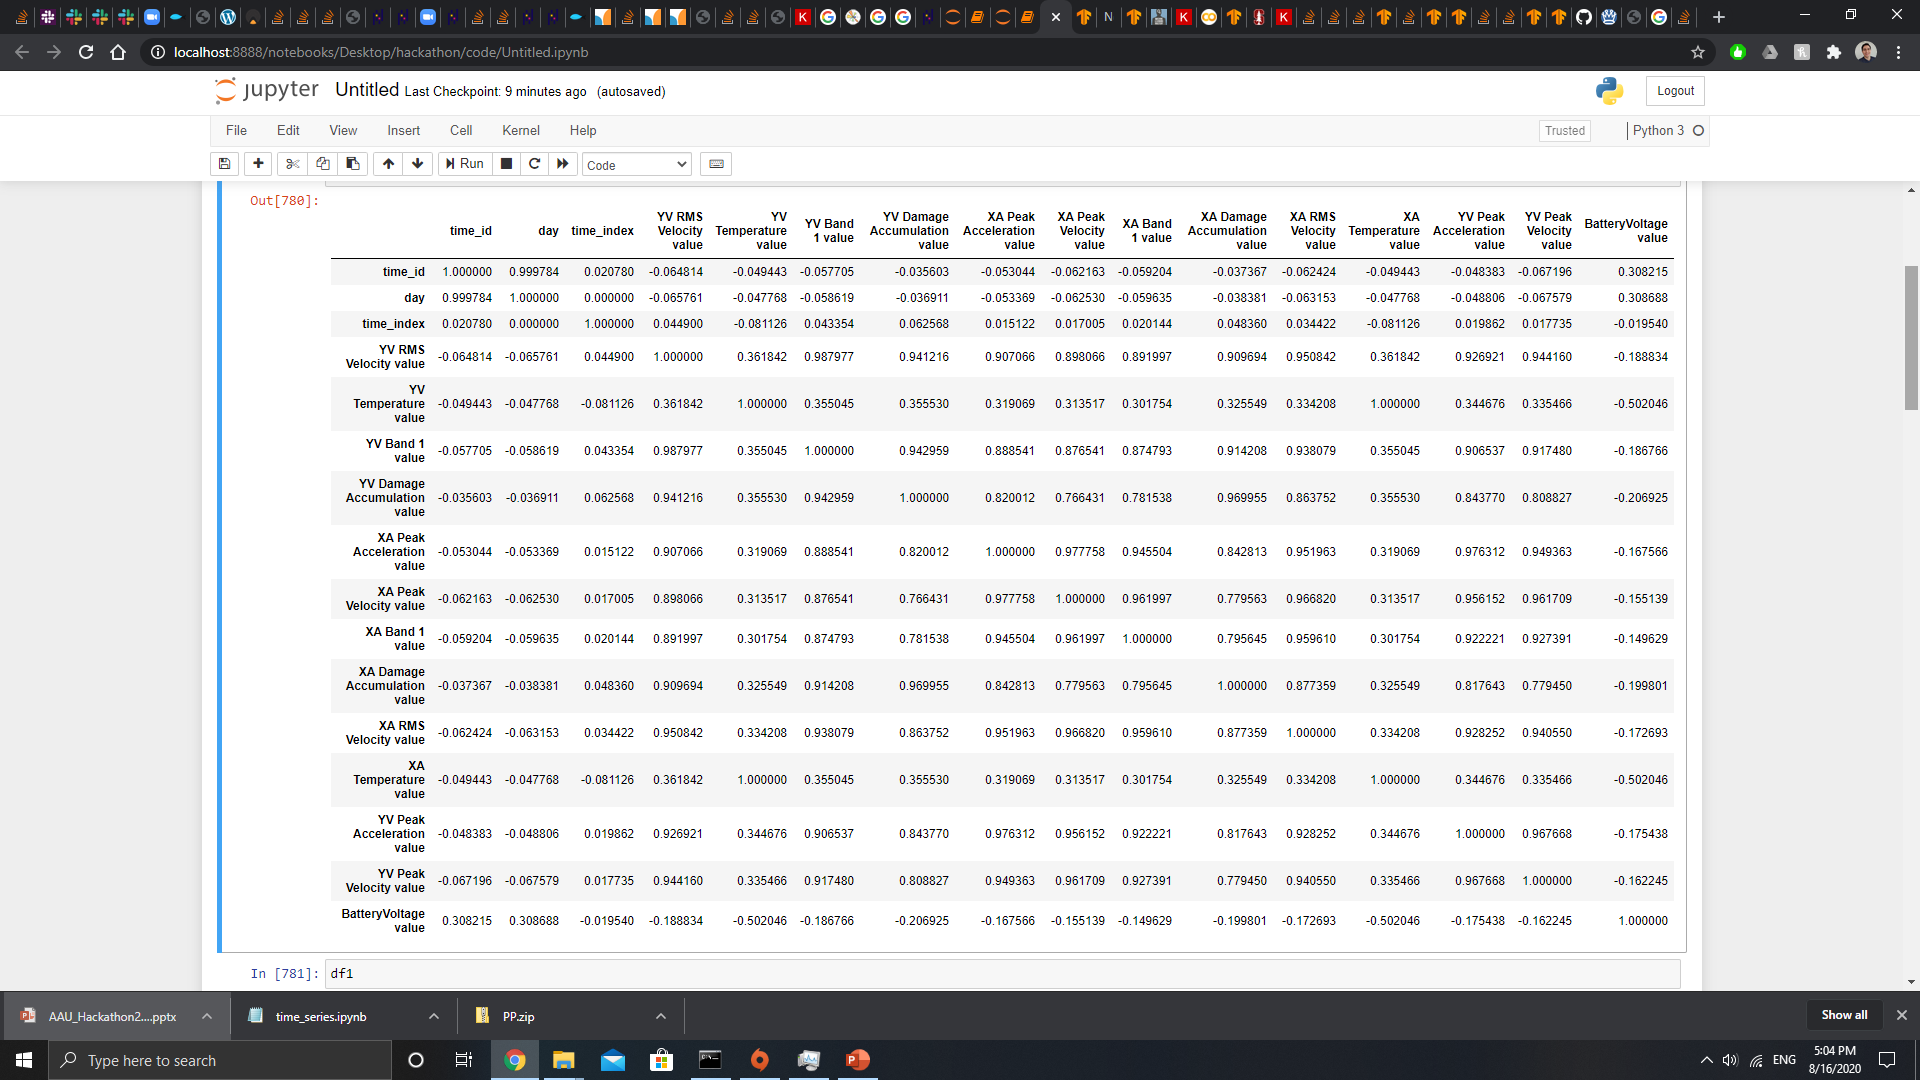 localhost:8888/notebooks/Desktop/hackathon/code/Untitled.ipynb
jupyter Untitled Last Checkpoint: 9 minutes ago (autosaved)
Logout
File Edit View Insert Cell Kernel Help
Trusted Python 3
Run Code
Out[780]:
time_id day time_index YV RMS Velocity value YV Temperature value YV Band 1 value YV Damage Accumulation value XA Peak Acceleration value XA Peak Velocity value XA Band 1 value XA Damage Accumulation value XA RMS Velocity value XA Temperature value YV Peak Acceleration value YV Peak Velocity value BatteryVoltage value
time_id 1.000000 0.999784 0.020780 -0.064814 -0.049443 -0.057705 -0.035603 -0.053044 -0.062163 -0.059204 -0.037367 -0.062424 -0.049443 -0.048383 -0.067196 0.308215
day 0.999784 1.000000 0.000000 -0.065761 -0.047768 -0.058619 -0.036911 -0.053369 -0.062530 -0.059635 -0.038381 -0.063153 -0.047768 -0.048806 -0.067579 0.308688
time_index 0.020780 0.000000 1.000000 0.044900 -0.081126 0.043354 0.062568 0.015122 0.017005 0.020144 0.048360 0.034422 -0.081126 0.019862 0.017735 -0.019540
YV RMS Velocity value -0.064814 -0.065761 0.044900 1.000000 0.361842 0.987977 0.941216 0.907066 0.898066 0.891997 0.909694 0.950842 0.361842 0.926921 0.944160 -0.188834
YV Temperature value -0.049443 -0.047768 -0.081126 0.361842 1.000000 0.355045 0.355530 0.319069 0.313517 0.301754 0.325549 0.334208 1.000000 0.344676 0.335466 -0.502046
YV Band 1 value -0.057705 -0.058619 0.043354 0.987977 0.355045 1.000000 0.942959 0.888541 0.876541 0.874793 0.914208 0.938079 0.355045 0.906537 0.917480 -0.186766
YV Damage Accumulation value -0.035603 -0.036911 0.062568 0.941216 0.355530 0.942959 1.000000 0.820012 0.766431 0.781538 0.969955 0.863752 0.355530 0.843770 0.808827 -0.206925
XA Peak Acceleration value -0.053044 -0.053369 0.015122 0.907066 0.319069 0.888541 0.820012 1.000000 0.977758 0.945504 0.842813 0.951963 0.319069 0.976312 0.949363 -0.167566
XA Peak Velocity value -0.062163 -0.062530 0.017005 0.898066 0.313517 0.876541 0.766431 0.977758 1.000000 0.961997 0.779563 0.966820 0.313517 0.956152 0.961709 -0.155139
XA Band 1 value -0.059204 -0.059635 0.020144 0.891997 0.301754 0.874793 0.781538 0.945504 0.961997 1.000000 0.795645 0.959610 0.301754 0.922221 0.927391 -0.149629
XA Damage Accumulation value -0.037367 -0.038381 0.048360 0.909694 0.325549 0.914208 0.969955 0.842813 0.779563 0.795645 1.000000 0.877359 0.325549 0.817643 0.779450 -0.199801
XA RMS Velocity value -0.062424 -0.063153 0.034422 0.950842 0.334208 0.938079 0.863752 0.951963 0.966820 0.959610 0.877359 1.000000 0.334208 0.928252 0.940550 -0.172693
XA Temperature value -0.049443 -0.047768 -0.081126 0.361842 1.000000 0.355045 0.355530 0.319069 0.313517 0.301754 0.325549 0.334208 1.000000 0.344676 0.335466 -0.502046
YV Peak Acceleration value -0.048383 -0.048806 0.019862 0.926921 0.344676 0.906537 0.843770 0.976312 0.956152 0.922221 0.817643 0.928252 0.344676 1.000000 0.967668 -0.175438
YV Peak Velocity value -0.067196 -0.067579 0.017735 0.944160 0.335466 0.917480 0.808827 0.949363 0.961709 0.927391 0.779450 0.940550 0.335466 0.967668 1.000000 -0.162245
BatteryVoltage value 0.308215 0.308688 -0.019540 -0.188834 -0.502046 -0.186766 -0.206925 -0.167566 -0.155139 -0.149629 -0.199801 -0.172693 -0.502046 -0.175438 -0.162245 1.000000
In [781]: df1
AAU_Hackathon2....pptx time_series.ipynb PP.zip Show all
Type here to search
ENG
5:04 PM
8/16/2020